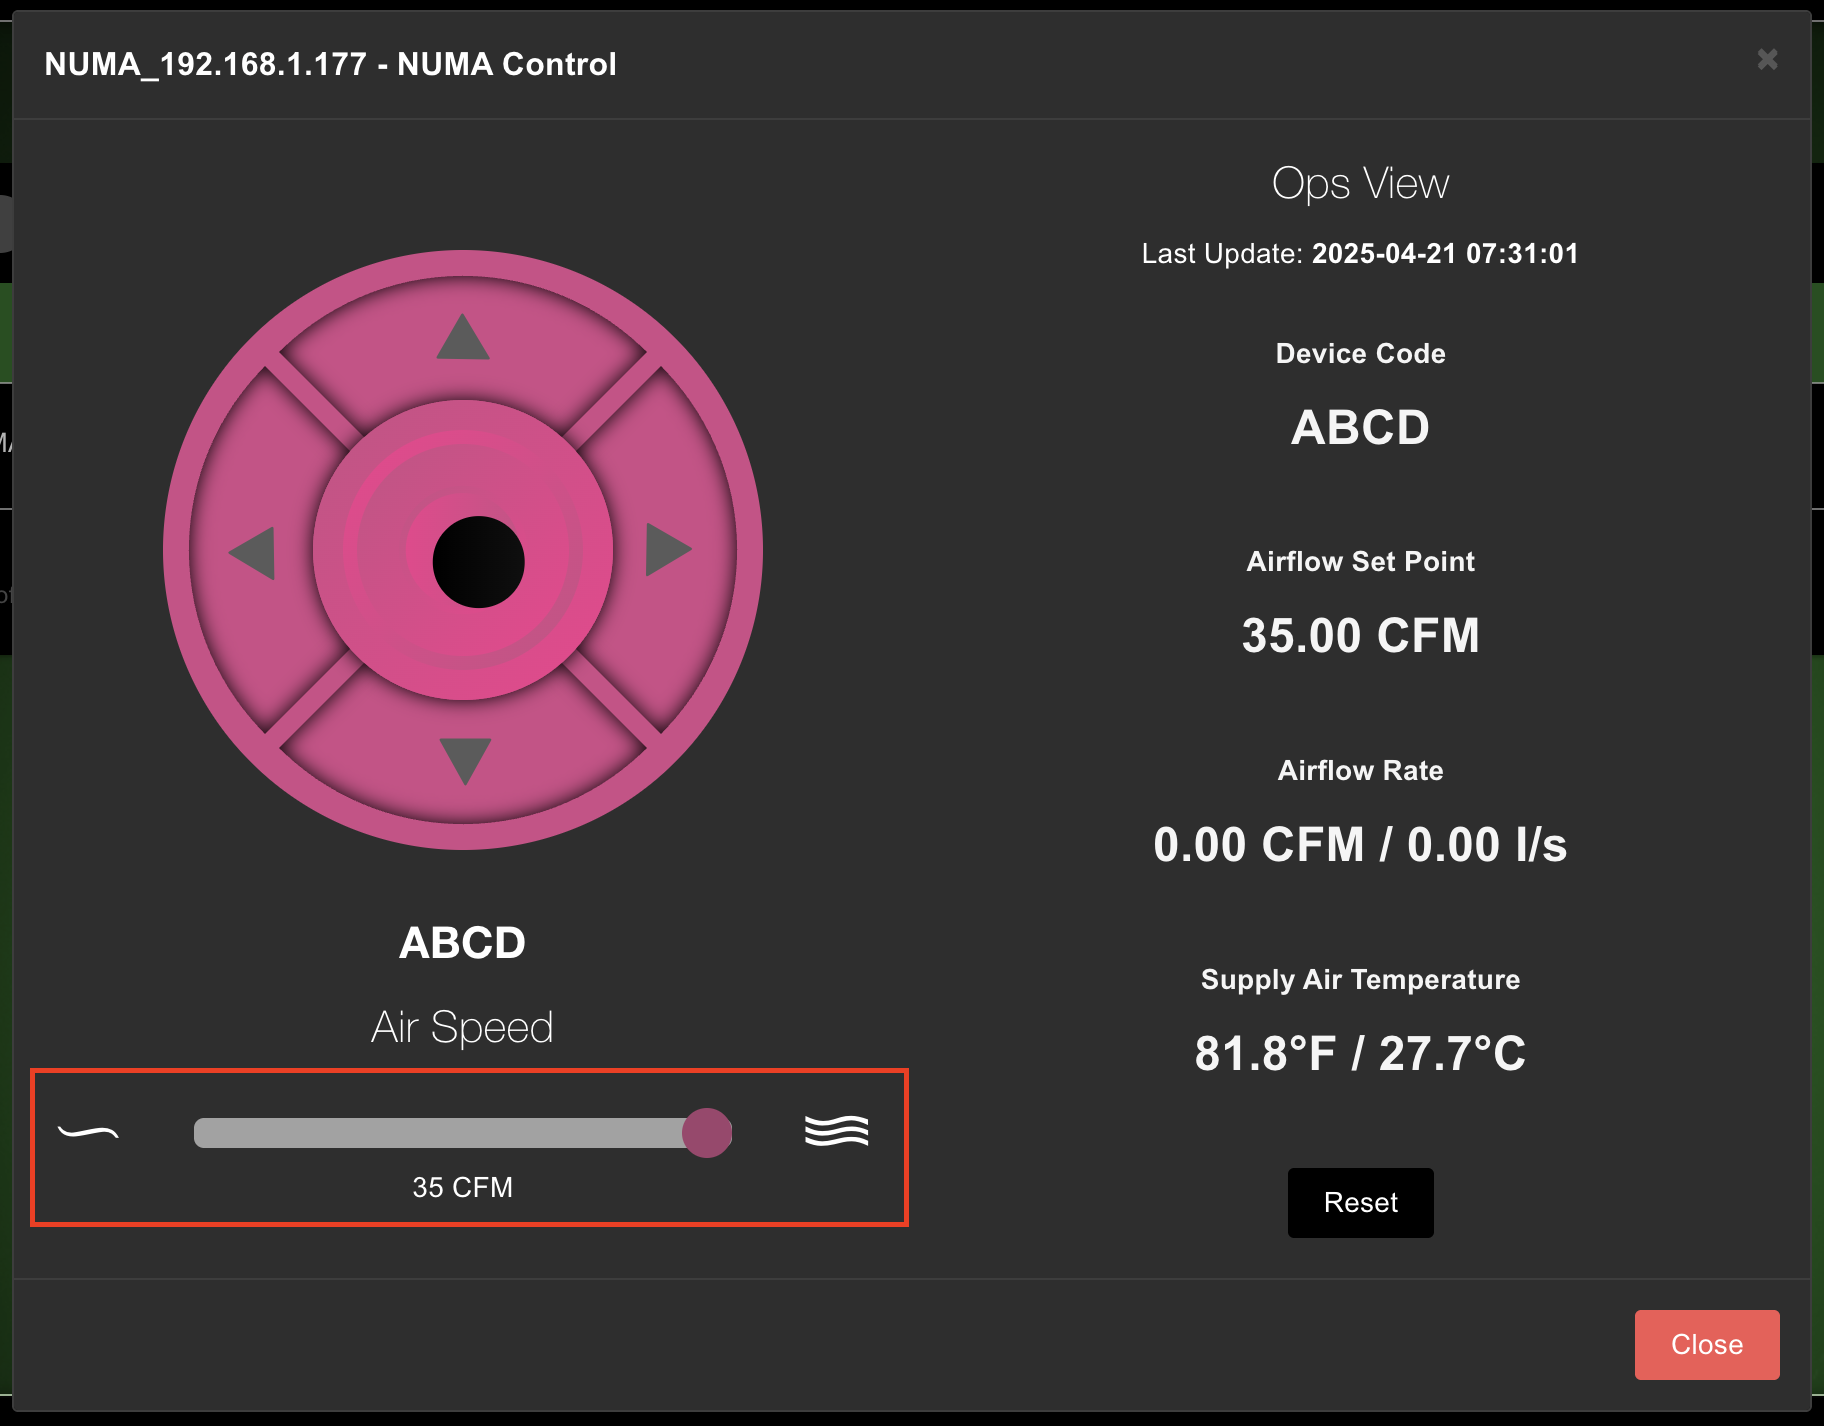 NUMA_192.168.1.177 - NUMA Control
ABCD
Air Speed
35 CFM
Ops View
Last Update: 2025-04-21 07:31:01
Device Code
ABCD
Airflow Set Point
35.00 CFM
Airflow Rate
0.00 CFM / 0.00 l/s
Supply Air Temperature
81.8°F / 27.7°C
Reset
Close